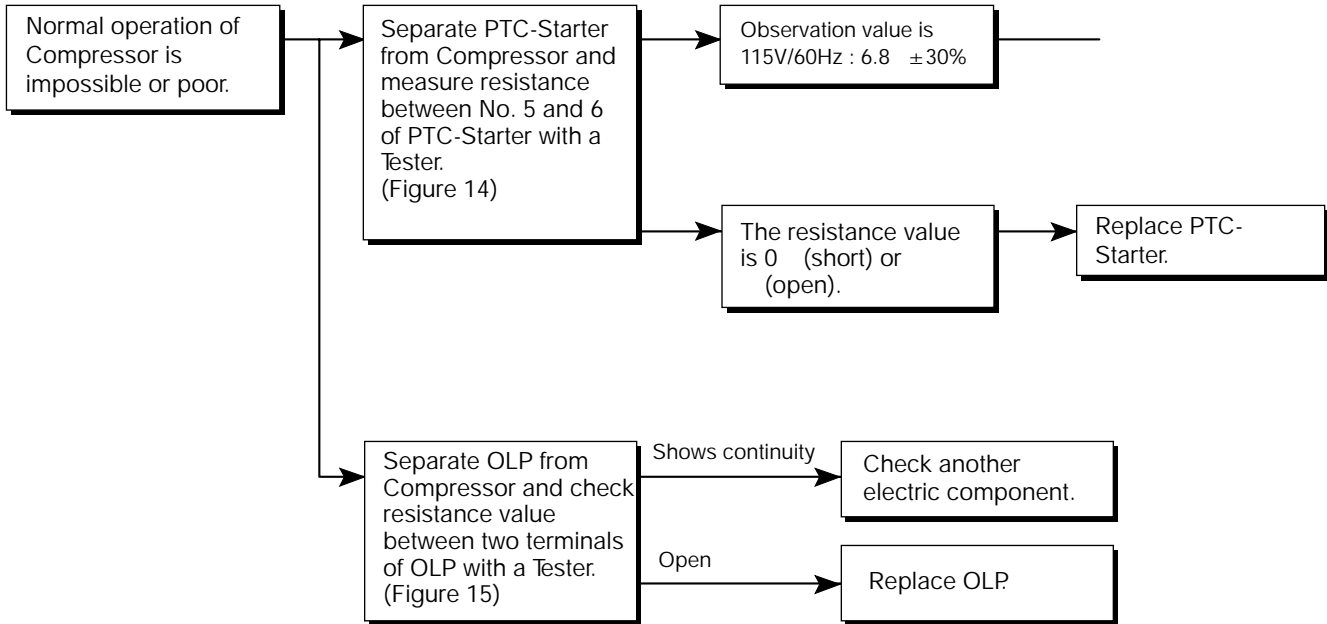 Normal operation of
Compressor is
impossible or poor.
Separate PTC-Starter
from Compressor and
measure resistance
between No. 5 and 6
of PTC-Starter with a
Tester.
(Figure 14)
Observation value is
115V/60Hz : 6.8 ±30%
The resistance value
is 0 (short) or
(open).
Replace PTC-
Starter.
Separate OLP from
Compressor and check
resistance value
between two terminals
of OLP with a Tester.
(Figure 15)
Shows continuity
Check another
electric component.
Open
Replace OLP.